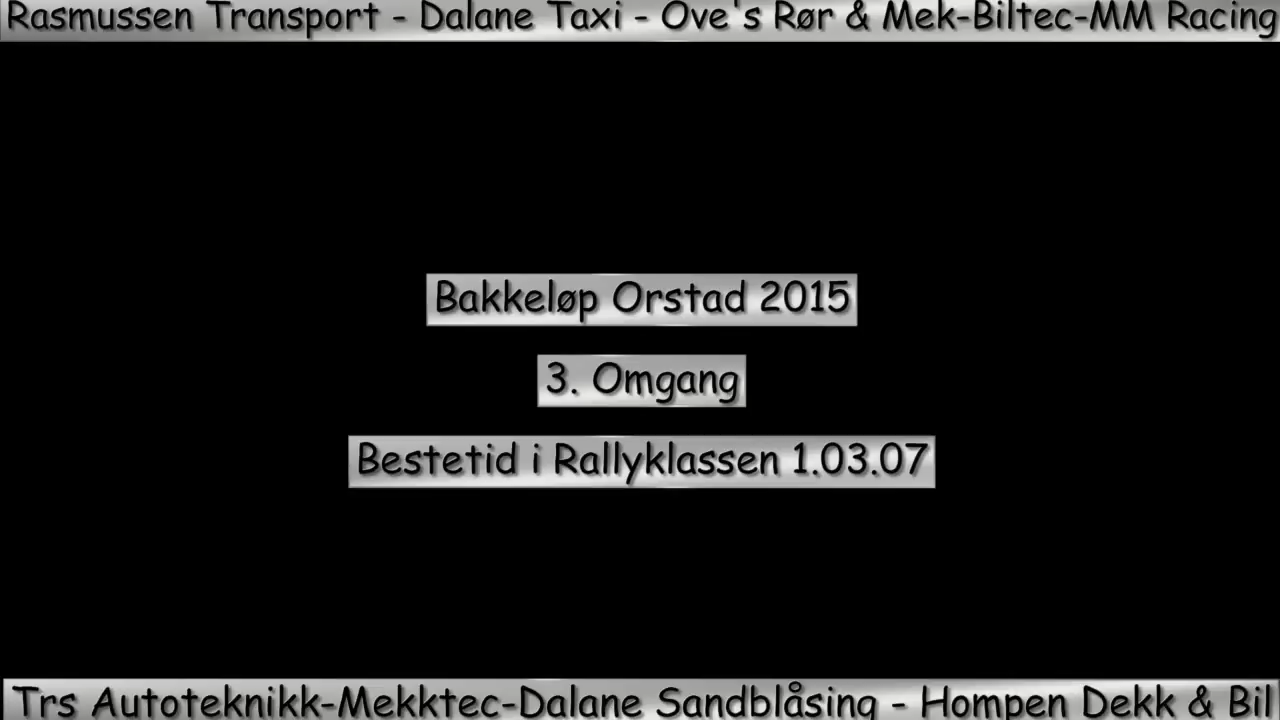 Rasmussen Transport - Dalane Taxi - Ove's Rør & Mek-Biltec-MM Racing
Bakkeløp Orstad 2015
3. Omgang
Bestetid i Rallyklassen 1.03.07
Trs Autoteknikk-Mekktec-Dalane Sandblåsing - Hompen Dekk & Bil